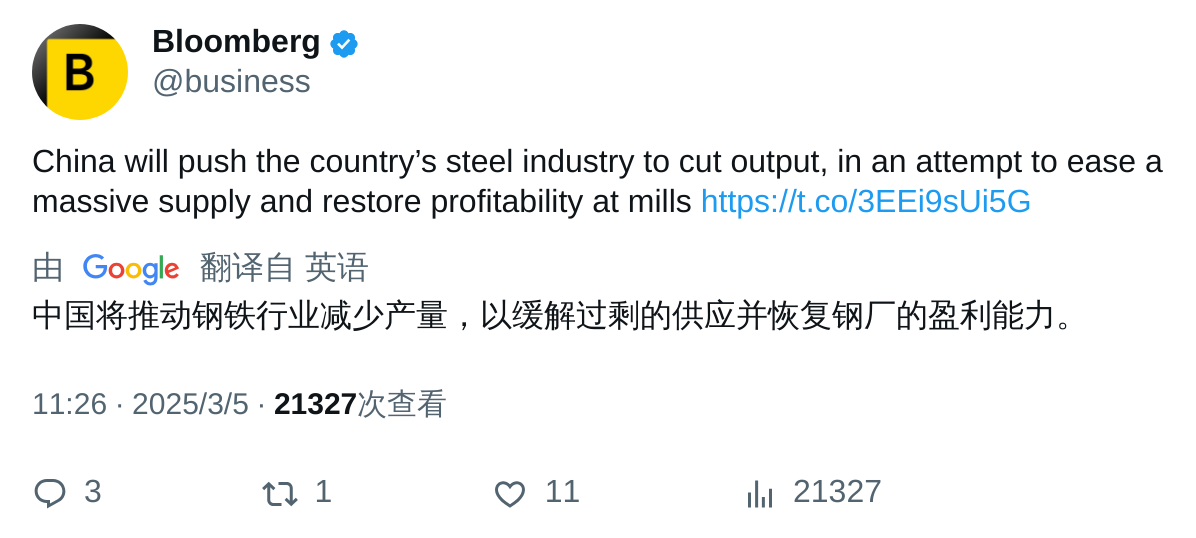 B
Bloomberg
@business
China will push the country’s steel industry to cut output, in an attempt to ease a
massive supply and restore profitability at mills https://t.co/3EEi9sUi5G
由 Google 翻译自 英语
中国将推动钢铁行业减少产量，以缓解过剩的供应并恢复钢厂的盈利能力。
11:26 · 2025/3/5 · 21327次查看
3 1 11 21327